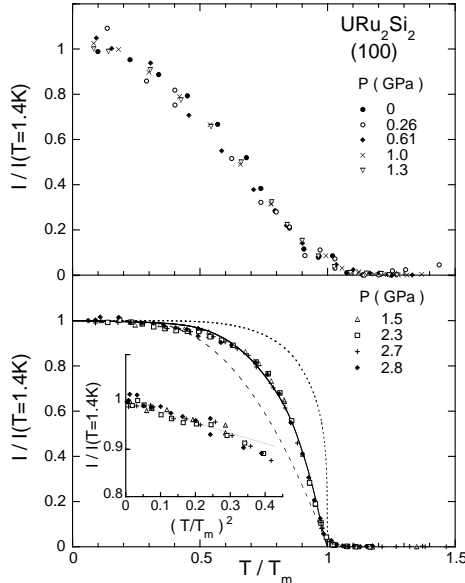 URu2Si2
(100)
P ( GPa)
0
0.26
0.61
1.0
1.3
I / I(T=1.4K)
1
0.8
0.6
0.4
0.2
0
P ( GPa)
1.5
2.3
2.7
2.8
I / I(T=1.4K)
1
0.8
0.6
0.4
0.2
0
I / I(T=1.4K)
1
0.9
0.8
0 0.1 0.2 0.3 0.4
(T/Tm) 2
0 0.5 1 1.5
T / Tm